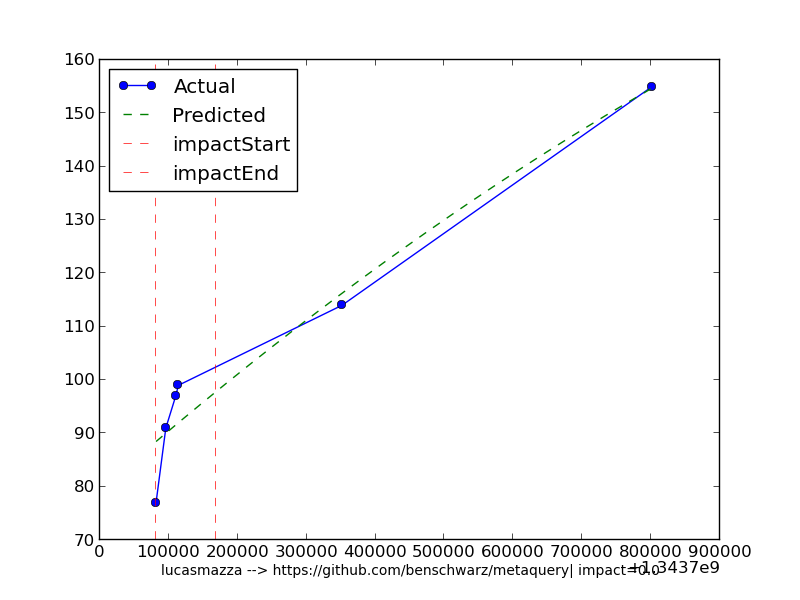 160
150
140
130
120
110
100
90
80
70
Actual
Predicted
impactStart
impactEnd
0 100000 200000 300000 400000 500000 600000 700000 800000 900000
+1.3437e9
lucasmazza --> https://github.com/benschwarz/metaquery| impact=0.0